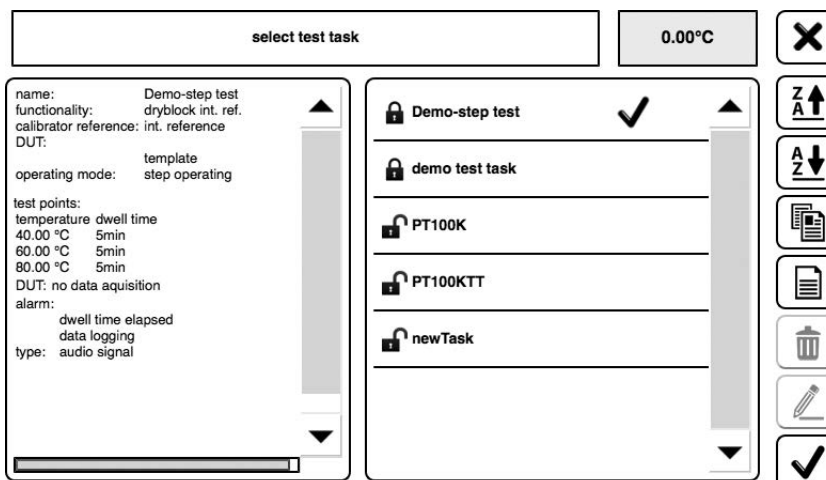 select test task
0.00°C
name: Demo-step test
functionality: dryblock int. ref.
calibrator reference: int. reference
DUT:
template
operating mode: step operating
test points:
temperature dwell time
40.00 °C 5min
60.00 °C 5min
80.00 °C 5min
DUT: no data aquisition
alarm:
dwell time elapsed
data logging
type: audio signal
Demo-step test
demo test task
PT100K
PT100KTT
newTask
Z
A
A
Z